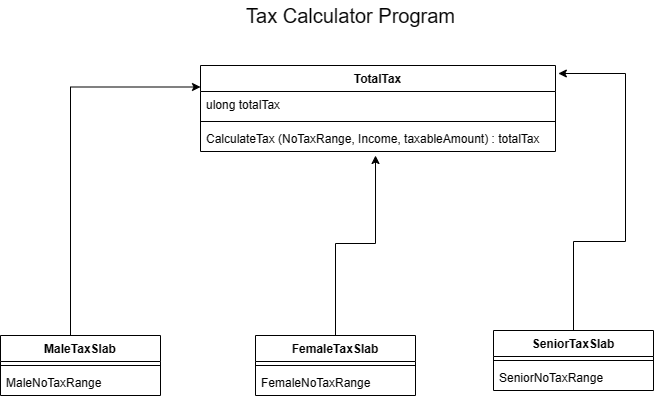 Tax Calculator Program
TotalTax
ulong totalTax
CalculateTax (NoTaxRange, Income, taxableAmount) : totalTax
MaleTaxSlab
MaleNoTaxRange
FemaleTaxSlab
FemaleNoTaxRange
SeniorTaxSlab
SeniorNoTaxRange